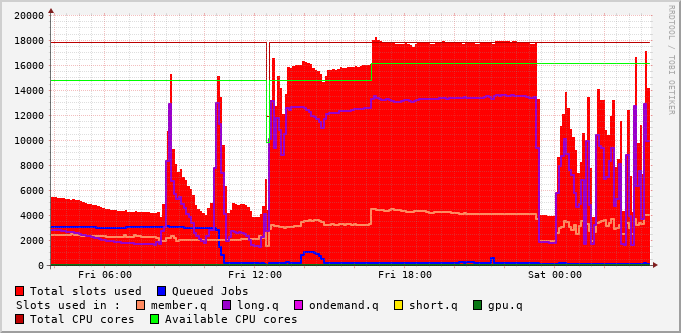 20000
18000
16000
14000
12000
10000
8000
6000
4000
2000
0
Fri 06:00 Fri 12:00 Fri 18:00 Sat 00:00
RRDTOOL / TOBI OETIKER
Total slots used Queued Jobs
Slots used in : member.q long.q ondemand.q short.q gpu.q
Total CPU cores Available CPU cores